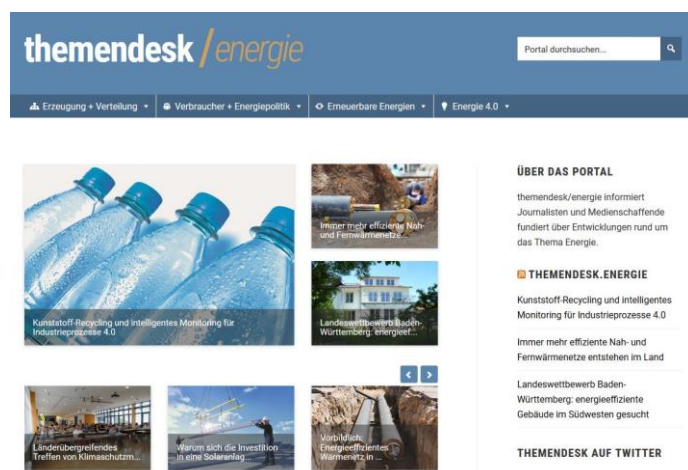 themendesk /energie
Portal durchsuchen...
Erzeugung + Verteilung
Verbraucher + Energiepolitik
Erneuerbare Energien
Energie 4.0
Kunststoff-Recycling und intelligentes Monitoring für
Industrieprozesse 4.0
Immer mehr effiziente Nah-
und Fernwärmenetze...
Landeswettbewerb Baden-
Württemberg: energieef...
Länderübergreifendes
Treffen von Klimaschutzm...
Warum sich die Investition
in eine Solaranlag...
Vorbildlich:
Energieeffizientes
Wärmenetz in ...
ÜBER DAS PORTAL
themendesk/energie informiert
Journalisten und Medienschaffende
fundiert über Entwicklungen rund um
das Thema Energie.
THEMENDESK.ENERGIE
Kunststoff-Recycling und intelligentes
Monitoring für Industrieprozesse 4.0
Immer mehr effiziente Nah- und
Fernwärmenetze entstehen im Land
Landeswettbewerb Baden-
Württemberg: energieeffiziente
Gebäude im Südwesten gesucht
THEMENDESK AUF TWITTER